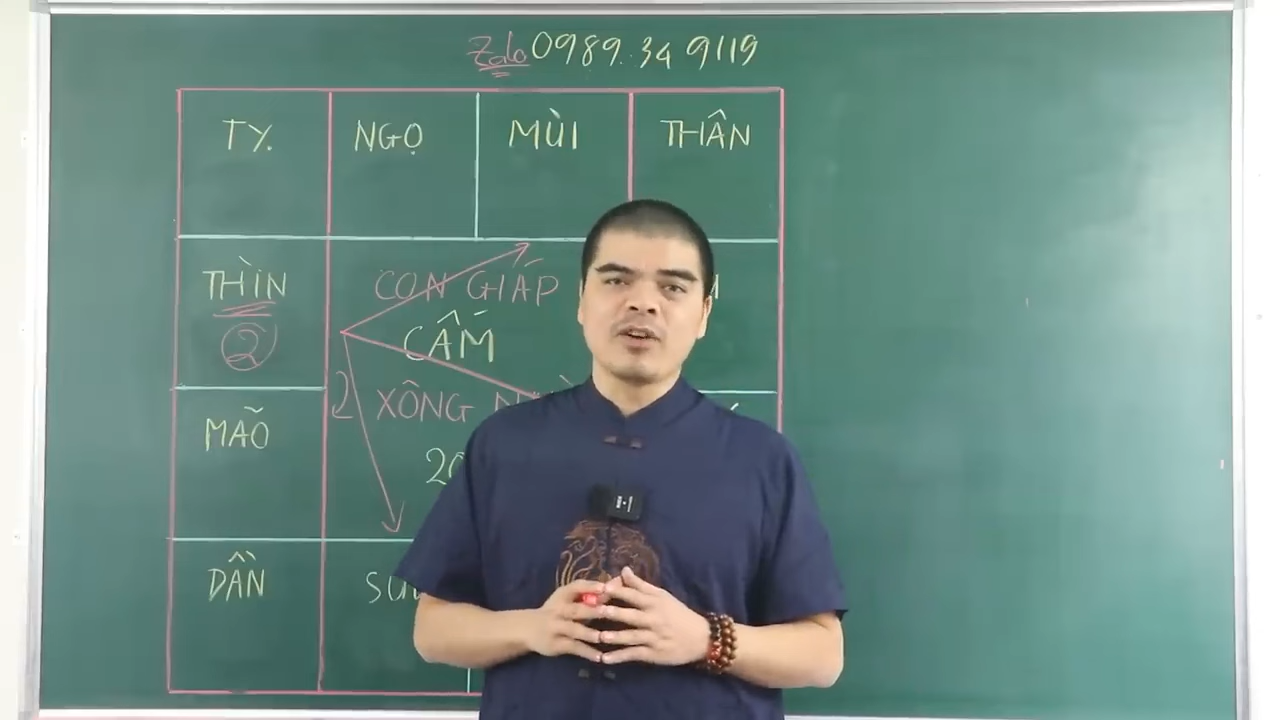 Zalo 0989.34 9119
TỴ NGỌ MÙI THÂN
THÌN CON GIÁP
② CẤM
2 XÔNG
MÃO
DẦN